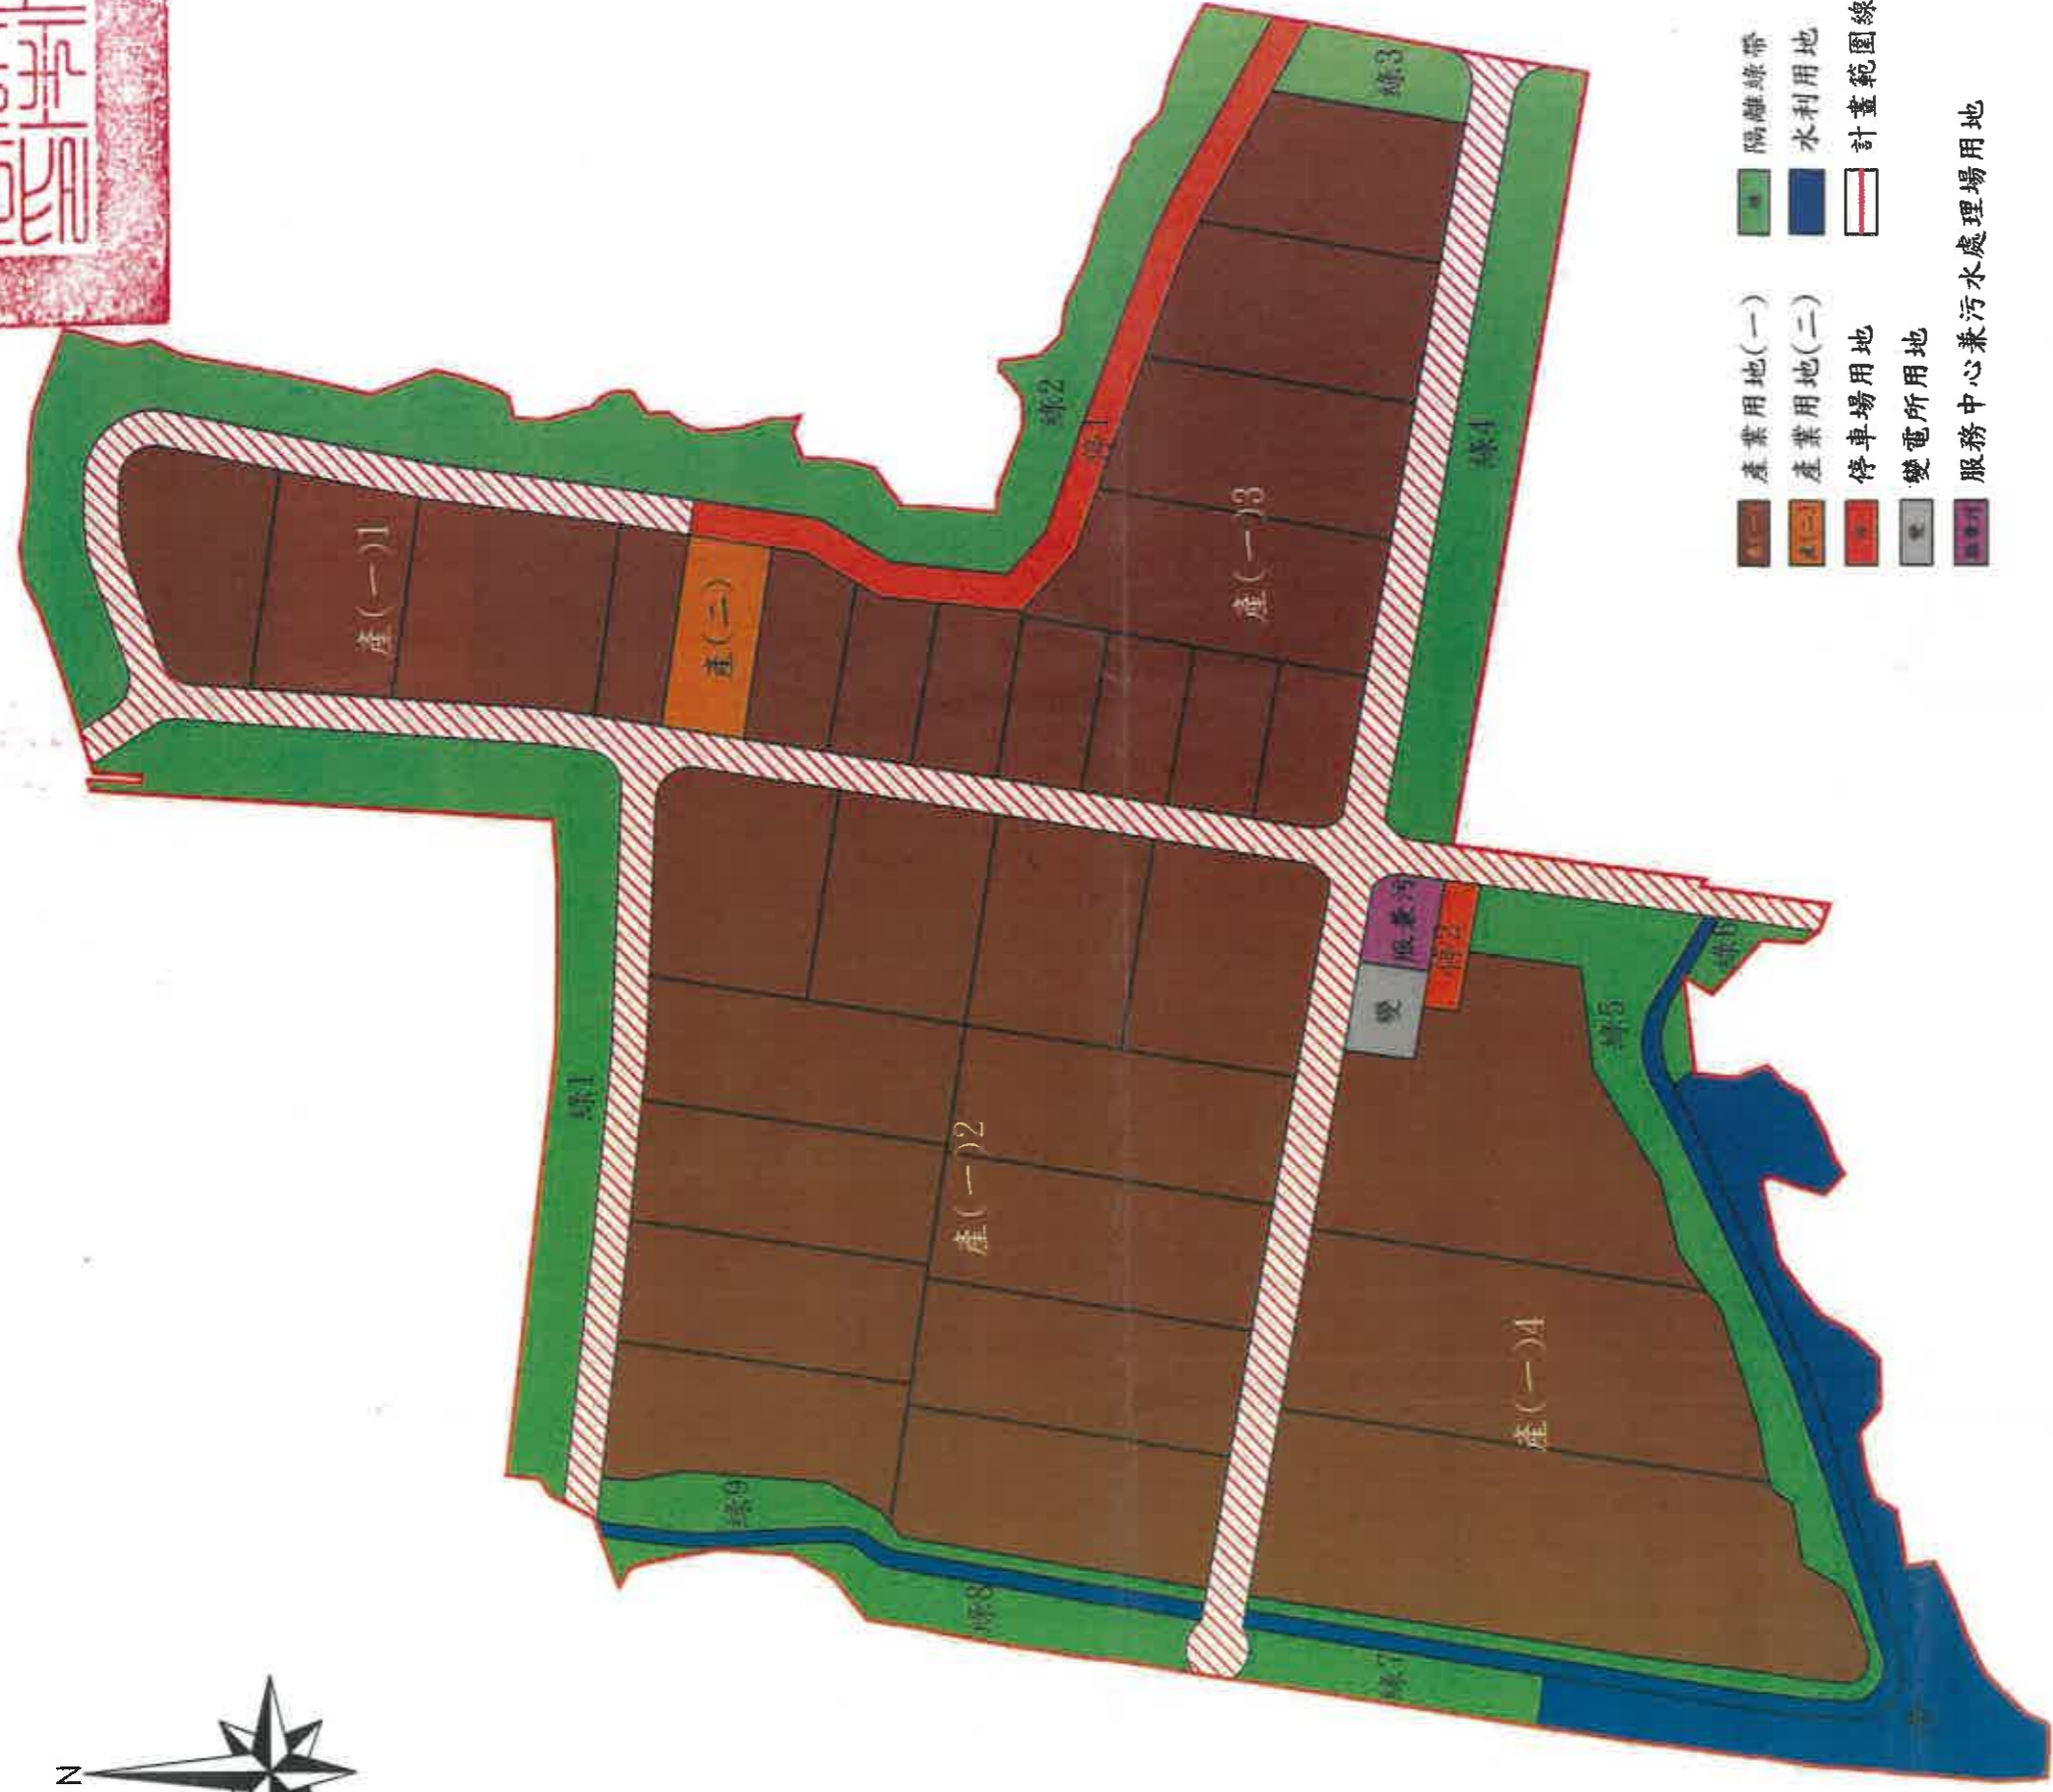 N
產(一)1
產(二)
產(一)3
產(一)2
產(一)4
綠1
綠2
綠3
綠4
綠5
綠6
綠7
綠8
綠9
停1
停2
服兼污
變
產業用地(一)
產業用地(二)
停車場用地
變電所用地
服務中心兼污水處理場用地
隔離綠帶
水利用地
計畫範圍線